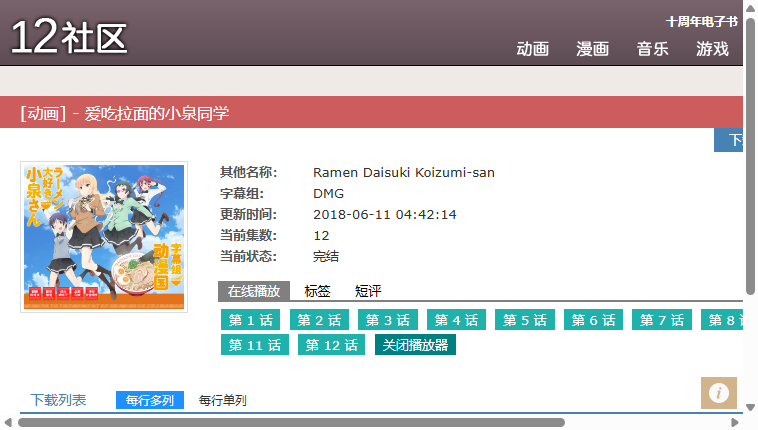 12社区
十周年电子书
动画 漫画 音乐 游戏
[动画] - 爱吃拉面的小泉同学
ラーメン
大好き
小泉さん
字幕组
动漫国
其他名称: Ramen Daisuki Koizumi-san
字幕组: DMG
更新时间: 2018-06-11 04:42:14
当前集数: 12
当前状态: 完结
在线播放 标签 短评
第 1 话 第 2 话 第 3 话 第 4 话 第 5 话 第 6 话 第 7 话 第 8
第 11 话 第 12 话 关闭播放器
下载列表 每行多列 每行单列
i